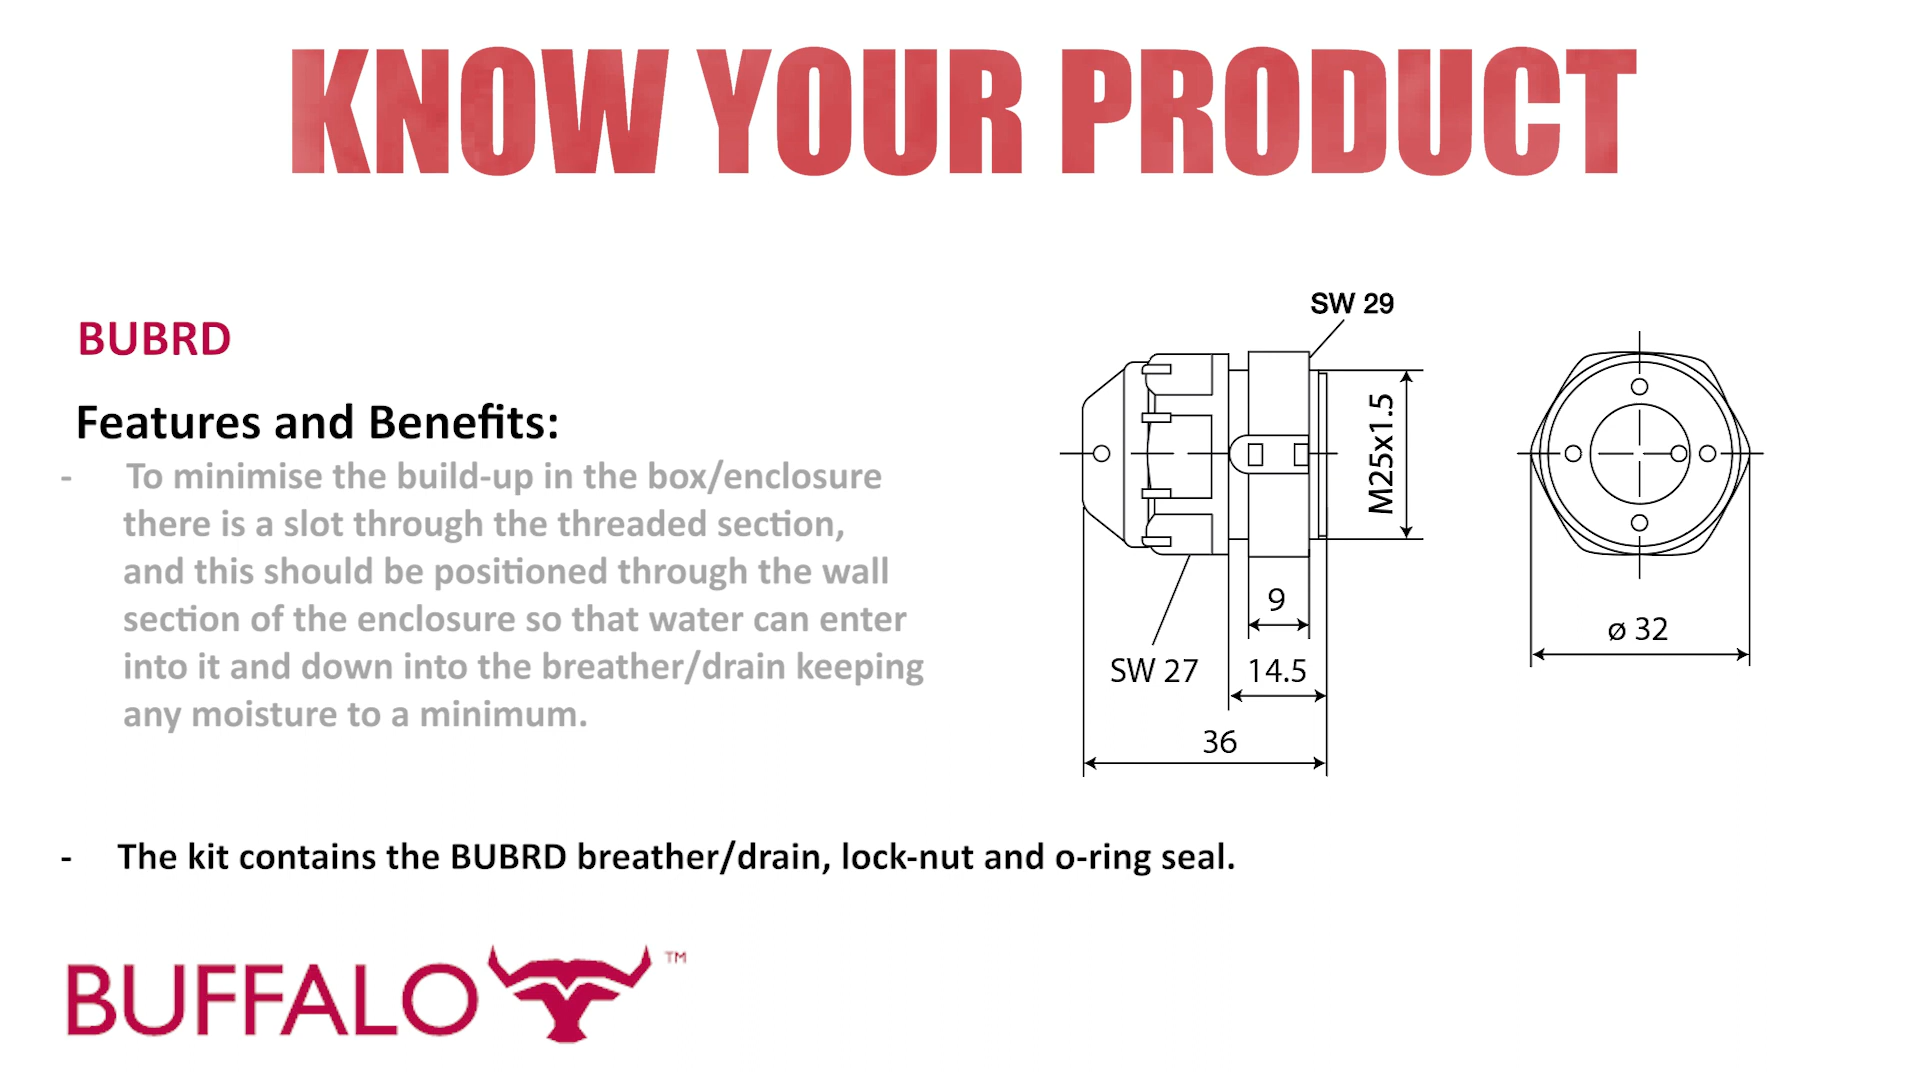 KNOW YOUR PRODUCT
BUBRD
Features and Benefits:
- To minimise the build-up in the box/enclosure
there is a slot through the threaded section,
and this should be positioned through the wall
section of the enclosure so that water can enter
into it and down into the breather/drain keeping
any moisture to a minimum.
SW 29
M25x1.5
9
SW 27
14.5
36
ø 32
- The kit contains the BUBRD breather/drain, lock-nut and o-ring seal.
BUFFALO TM